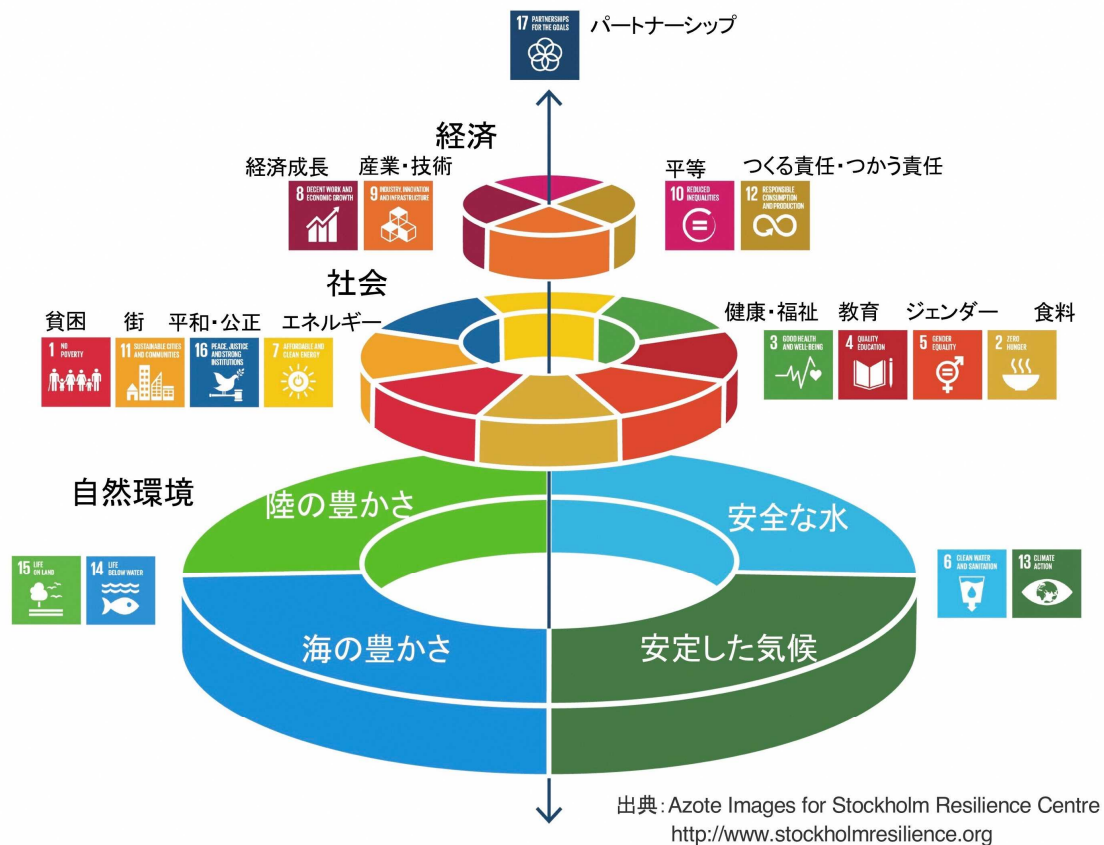 17 PARTNERSHIPS
FOR THE GOALS
パートナーシップ
経済
経済成長
産業・技術
平等
つくる責任・つかう責任
8 DECENT WORK AND
ECONOMIC GROWTH
9 INDUSTRY, INNOVATION
AND INFRASTRUCTURE
10 REDUCED
INEQUALITIES
12 RESPONSIBLE
CONSUMPTION
AND PRODUCTION
社会
貧困
街
平和・公正
エネルギー
健康・福祉
教育
ジェンダー
食料
1 NO
POVERTY
11 SUSTAINABLE CITIES
AND COMMUNITIES
16 PEACE, JUSTICE
AND STRONG
INSTITUTIONS
7 AFFORDABLE AND
CLEAN ENERGY
3 GOOD HEALTH
AND WELL-BEING
4 QUALITY
EDUCATION
5 GENDER
EQUALITY
2 ZERO
HUNGER
自然環境
陸の豊かさ
安全な水
15 LIFE
ON LAND
14 LIFE
BELOW WATER
6 CLEAN WATER
AND SANITATION
13 CLIMATE
ACTION
海の豊かさ
安定した気候
出典：Azote Images for Stockholm Resilience Centre
http://www.stockholmresilience.org